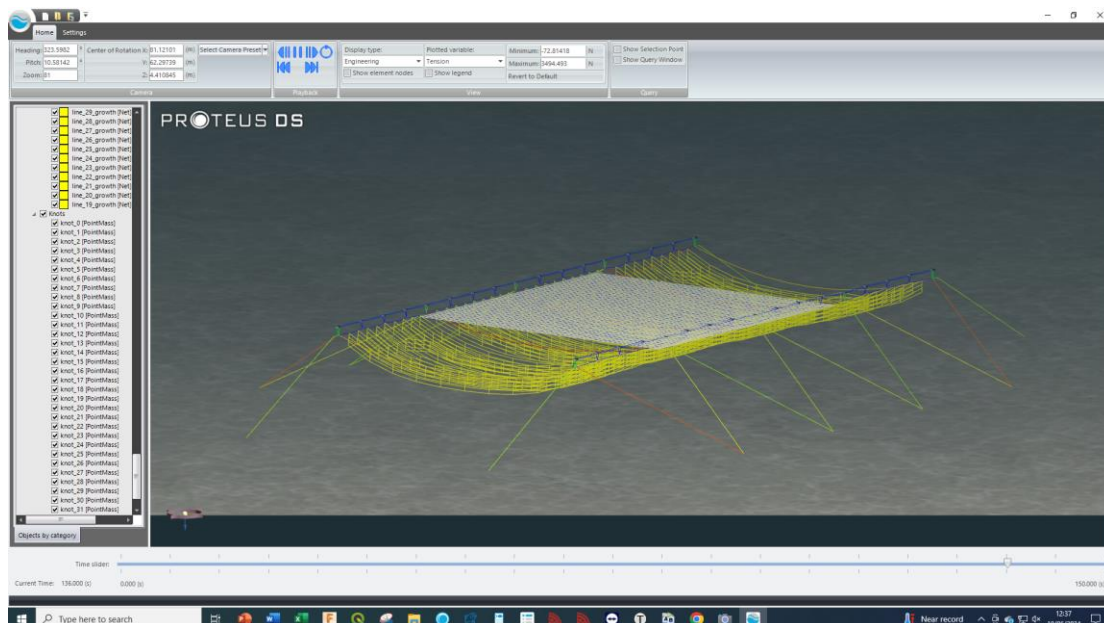 Home Settings
Heading: 323.5982 ° Center of Rotation X: 81.12101 (m) Select Camera Preset
Pitch: 10.58142 ° Y: 62.29739 (m)
Zoom: 81 Z: 4.410845 (m)
Camera
Playback
Display type: Plotted variable: Minimum: -72.81418 N
Engineering Tension Maximum: 3494.493 N
Show element nodes Show legend Revert to Default
View
Show Selection Point
Show Query Window
Query
line_29_growth [Net]
line_28_growth [Net]
line_27_growth [Net]
line_26_growth [Net]
line_25_growth [Net]
line_24_growth [Net]
line_23_growth [Net]
line_22_growth [Net]
line_21_growth [Net]
line_20_growth [Net]
line_19_growth [Net]
Knots
knot_0 [PointMass]
knot_1 [PointMass]
knot_2 [PointMass]
knot_3 [PointMass]
knot_4 [PointMass]
knot_5 [PointMass]
knot_6 [PointMass]
knot_7 [PointMass]
knot_8 [PointMass]
knot_9 [PointMass]
knot_10 [PointMass]
knot_11 [PointMass]
knot_12 [PointMass]
knot_13 [PointMass]
knot_14 [PointMass]
knot_15 [PointMass]
knot_16 [PointMass]
knot_17 [PointMass]
knot_18 [PointMass]
knot_19 [PointMass]
knot_20 [PointMass]
knot_21 [PointMass]
knot_22 [PointMass]
knot_23 [PointMass]
knot_24 [PointMass]
knot_25 [PointMass]
knot_26 [PointMass]
knot_27 [PointMass]
knot_28 [PointMass]
knot_29 [PointMass]
knot_30 [PointMass]
knot_31 [PointMass]
Objects by category
PROTEUS DS
Time slider:
Current Time: 136.000 (s) 0.000 (s) 150.000 (s)
Type here to search
Near record
12:37